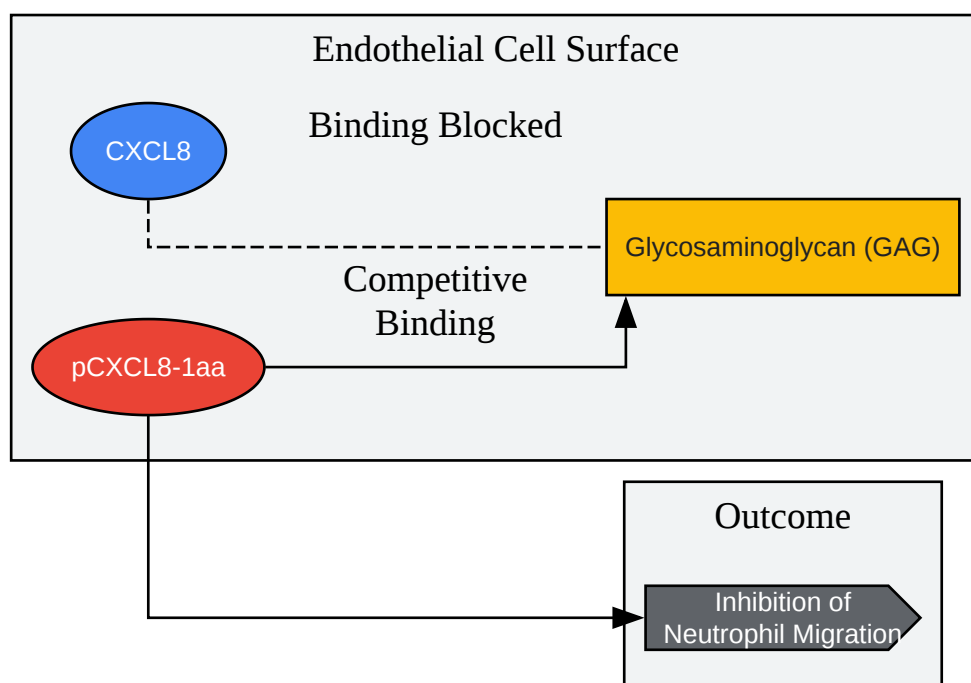 Endothelial Cell Surface
Binding Blocked
CXCL8
Glycosaminoglycan (GAG)
Competitive
Binding
pCXCL8-1aa
Outcome
Inhibition of
Neutrophil Migration